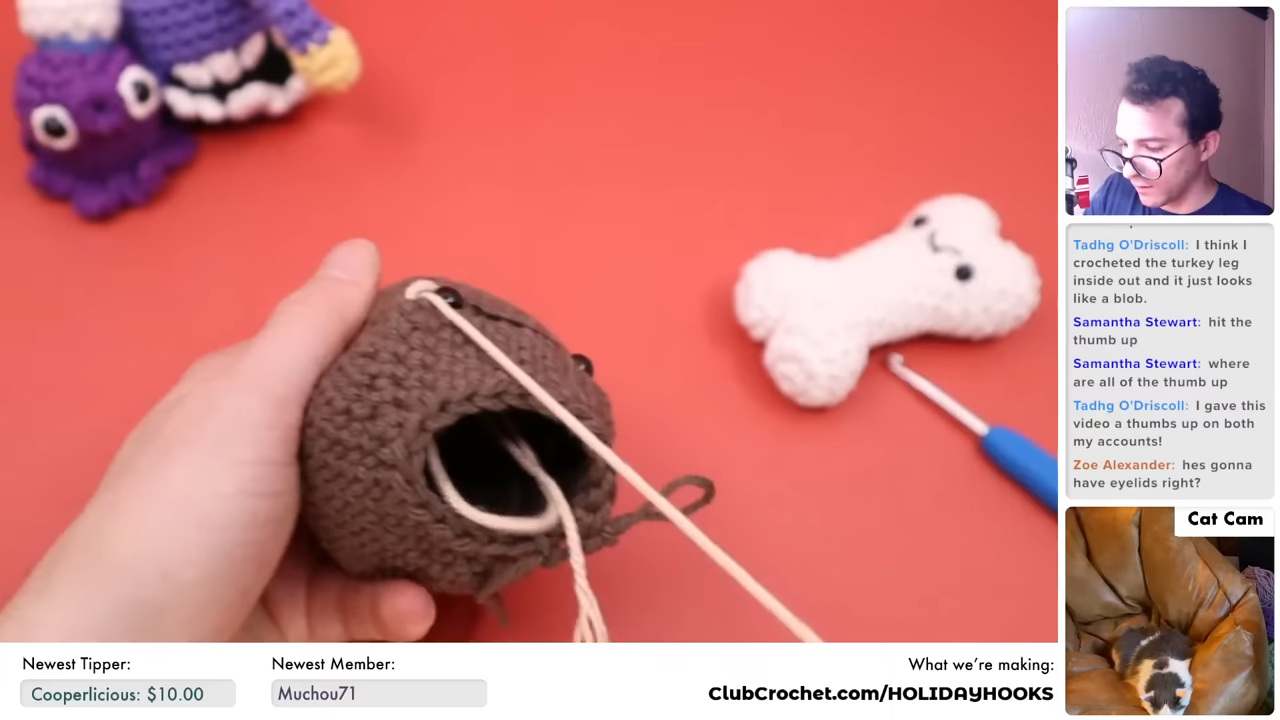 Tadhg O'Driscoll: I think I
crocheted the turkey leg
inside out and it just looks
like a blob.
Samantha Stewart: hit the
thumb up
Samantha Stewart: where
are all of the thumb up
Tadhg O'Driscoll: I gave this
video a thumbs up on both
my accounts!
Zoe Alexander: hes gonna
have eyelids right?
Cat Cam
Newest Tipper:
Cooperlicious: $10.00
Newest Member:
Muchou71
What we're making:
ClubCrochet.com/HOLIDAYHOOKS